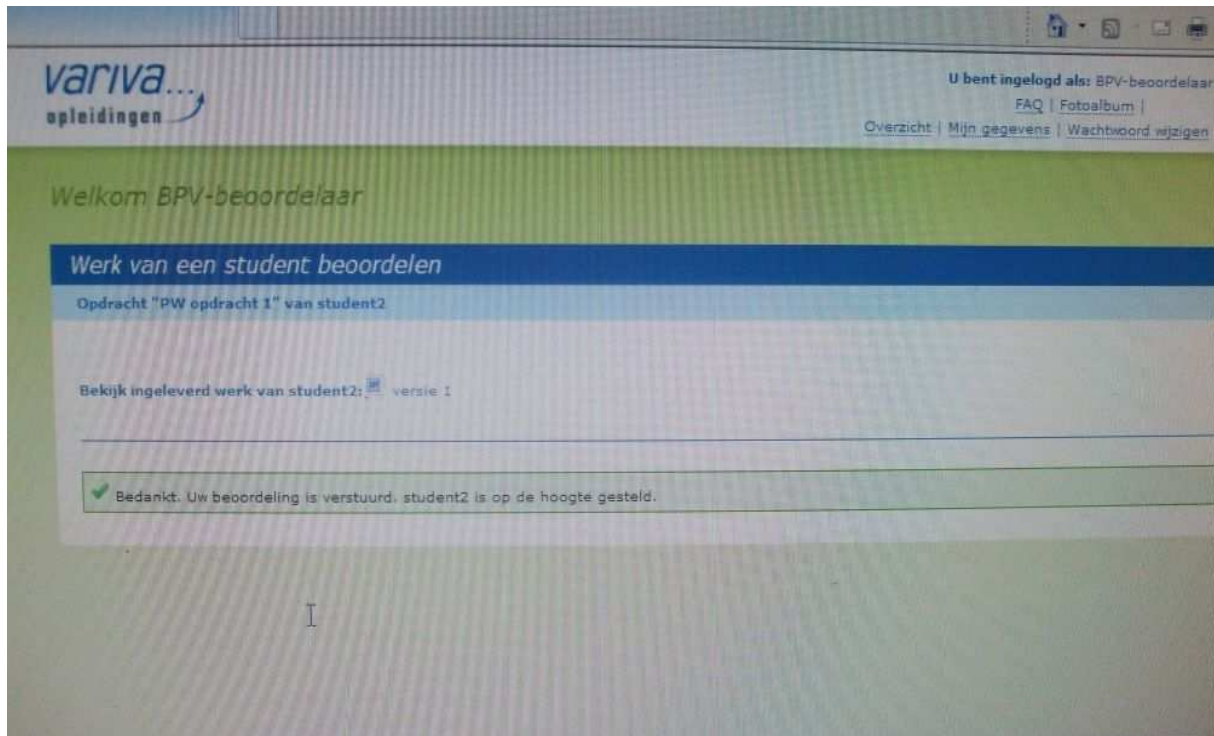 variva...
opleidingen
U bent ingelogd als: BPV-beoordelaar
FAQ | Fotoalbum |
Overzicht | Mijn gegevens | Wachtwoord wijzigen
Welkom BPV-beoordelaar
Werk van een student beoordelen
Opdracht "PW opdracht 1" van student2
Bekijk ingeleverd werk van student2: versie 1
Bedankt. Uw beoordeling is verstuurd. student2 is op de hoogte gesteld.